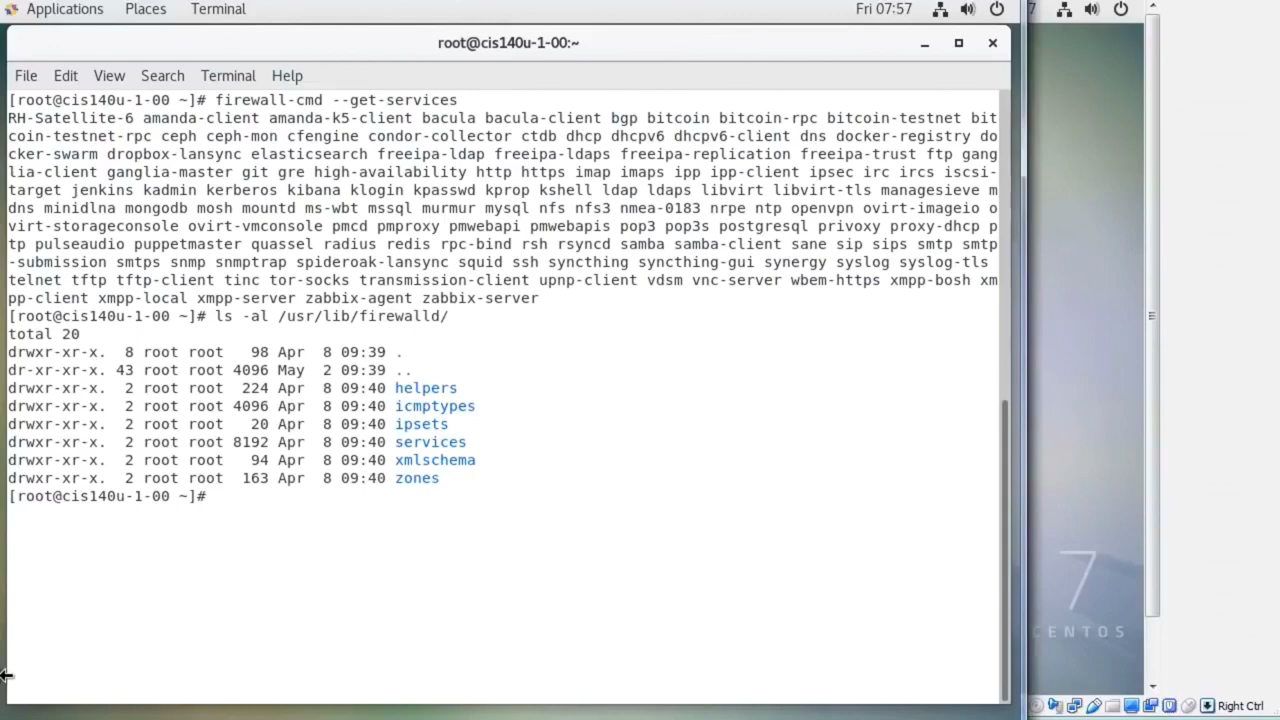 Applications Places Terminal Fri 07:57 7
root@cis140u-1-00:~
File Edit View Search Terminal Help
[root@cis140u-1-00 ~]# firewall-cmd --get-services
RH-Satellite-6 amanda-client amanda-k5-client bacula bacula-client bgp bitcoin bitcoin-rpc bitcoin-testnet bit
coin-testnet-rpc ceph ceph-mon cfengine condor-collector ctdb dhcp dhcpv6 dhcpv6-client dns docker-registry do
cker-swarm dropbox-lansync elasticsearch freeipa-ldap freeipa-ldaps freeipa-replication freeipa-trust ftp gang
lia-client ganglia-master git gre high-availability http https imap imaps ipp ipp-client ipsec irc ircs iscsi-
target jenkins kadmin kerberos kibana klogin kpasswd kprop kshell ldap ldaps libvirt libvirt-tls managesieve m
dns minidlna mongodb mosh mountd ms-wbt mssql murmur mysql nfs nfs3 nmea-0183 nrpe ntp openvpn ovirt-imageio o
virt-storageconsole ovirt-vmconsole pmcd pmproxy pmwebapi pmwebapis pop3 pop3s postgresql privoxy proxy-dhcp p
tp pulseaudio puppetmaster quassel radius redis rpc-bind rsh rsyncd samba samba-client sane sip sips smtp smtp
-submission smtps snmp snmptrap spideroak-lansync squid ssh syncthing syncthing-gui synergy syslog syslog-tls
telnet tftp tftp-client tinc tor-socks transmission-client upnp-client vdsm vnc-server wbem-https xmpp-bosh xm
pp-client xmpp-local xmpp-server zabbix-agent zabbix-server
[root@cis140u-1-00 ~]# ls -al /usr/lib/firewalld/
total 20
drwxr-xr-x. 8 root root 98 Apr 8 09:39 .
dr-xr-xr-x. 43 root root 4096 May 2 09:39 ..
drwxr-xr-x. 2 root root 224 Apr 8 09:40 helpers
drwxr-xr-x. 2 root root 4096 Apr 8 09:40 icmptypes
drwxr-xr-x. 2 root root 20 Apr 8 09:40 ipsets
drwxr-xr-x. 2 root root 8192 Apr 8 09:40 services
drwxr-xr-x. 2 root root 94 Apr 8 09:40 xmlschema
drwxr-xr-x. 2 root root 163 Apr 8 09:40 zones
[root@cis140u-1-00 ~]#
7
CENTOS
Right Ctrl